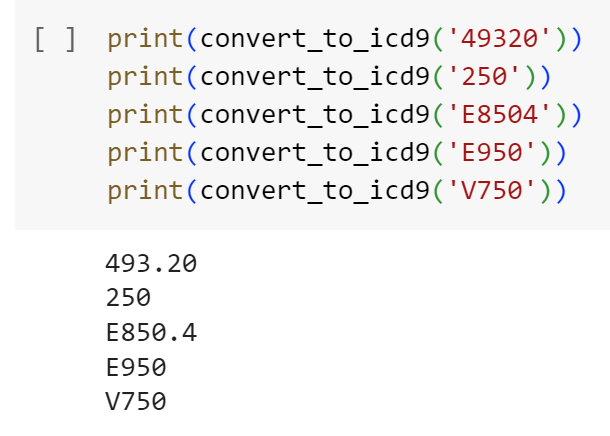 [ ] print(convert_to_icd9('49320'))
print(convert_to_icd9('250'))
print(convert_to_icd9('E8504'))
print(convert_to_icd9('E950'))
print(convert_to_icd9('V750'))
493.20
250
E850.4
E950
V750